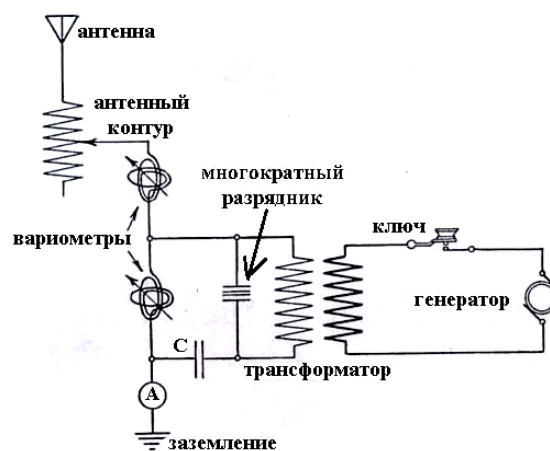 антенна
антенный
контур
многократный
разрядник
ключ
вариометры
генератор
С
трансформатор
А
заземление